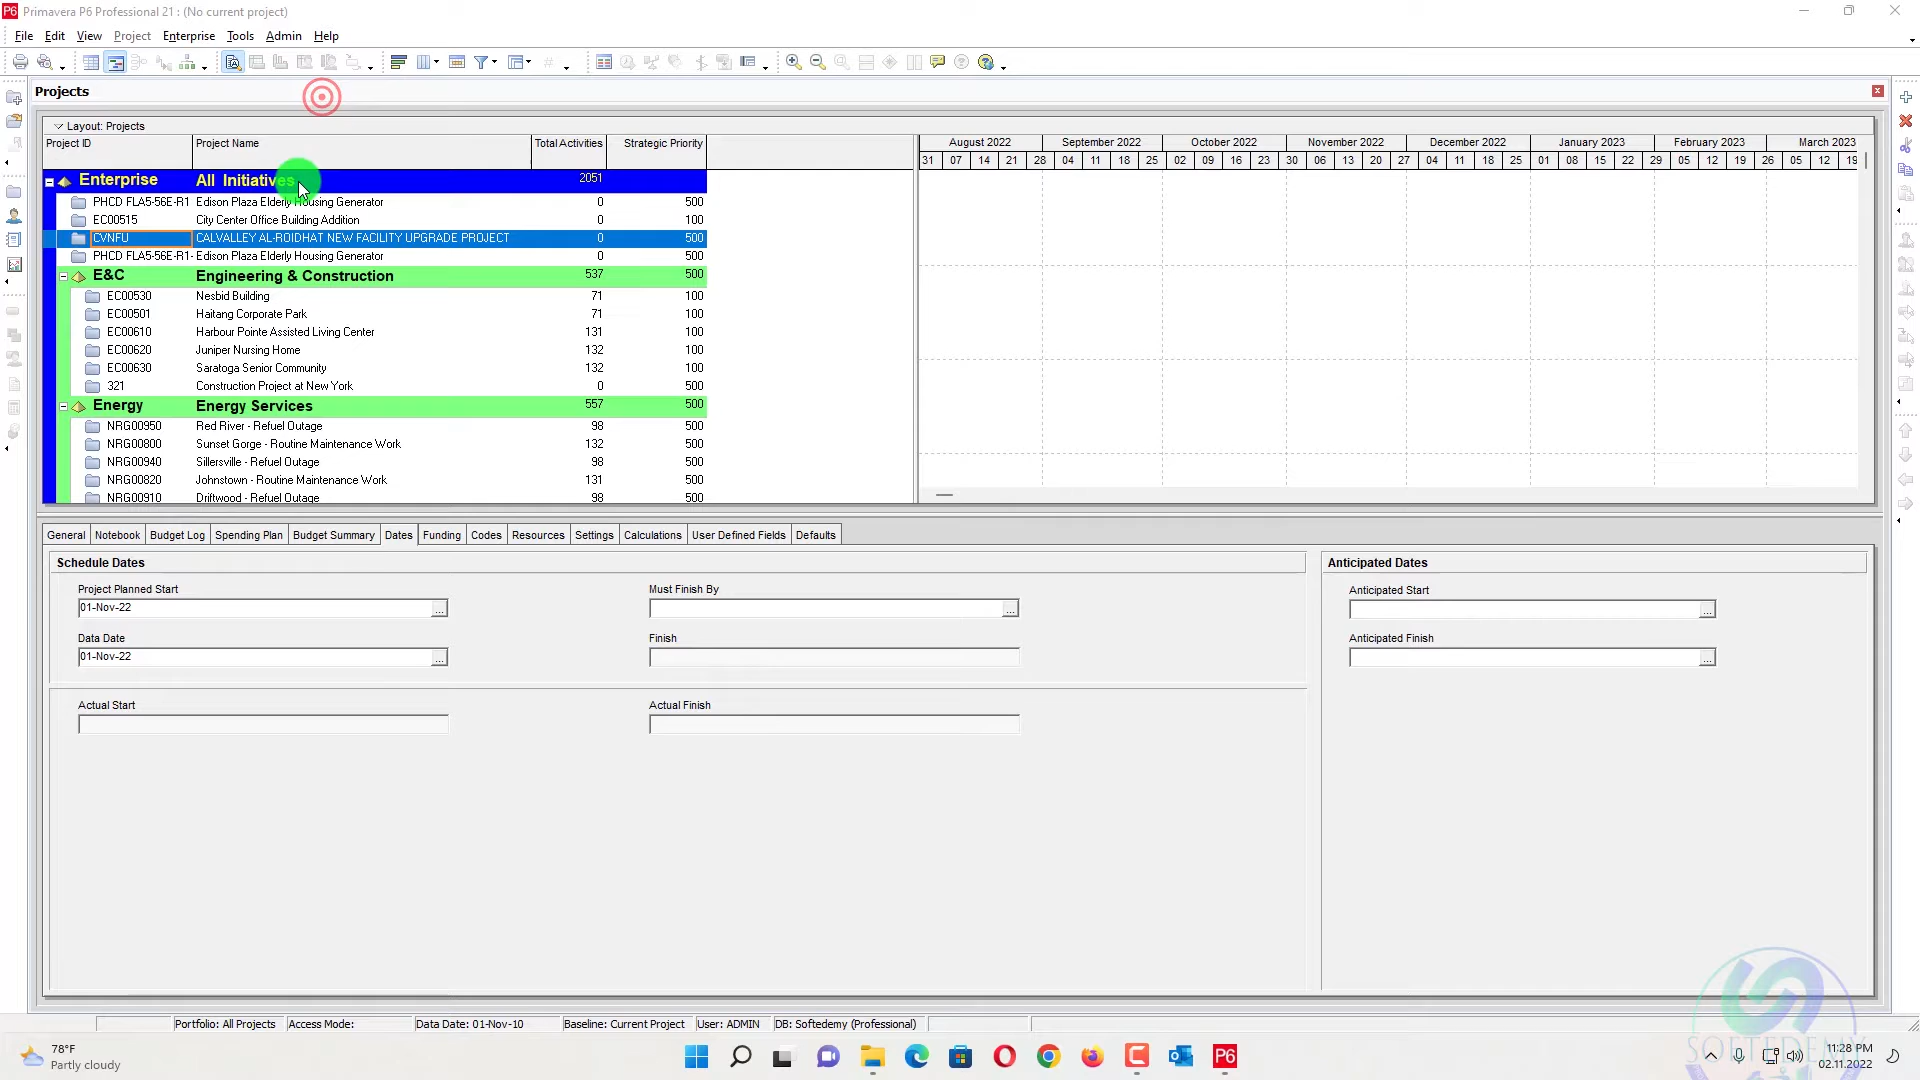 Primavera P6 Professional 21 : (No current project)
File Edit View Project Enterprise Tools Admin Help
Projects
Layout: Projects
Project ID Project Name Total Activities Strategic Priority
August 2022 September 2022 October 2022 November 2022 December 2022 January 2023 February 2023 March 2023
31 07 14 21 28 04 11 18 25 02 09 16 23 30 06 13 20 27 04 11 18 25 01 08 15 22 29 05 12 19 26 05 12 19
Enterprise All Initiatives 2051
PHCD FLA5-56E-R1 Edison Plaza Elderly Housing Generator 0 500
EC00515 City Center Office Building Addition 0 100
CVNFU CALVALLEY AL-ROIDHAT NEW FACILITY UPGRADE PROJECT 0 500
PHCD FLA5-56E-R1- Edison Plaza Elderly Housing Generator 0 500
E&C Engineering & Construction 537 500
EC00530 Nesbid Building 71 100
EC00501 Haitang Corporate Park 71 100
EC00610 Harbour Pointe Assisted Living Center 131 100
EC00620 Juniper Nursing Home 132 100
EC00630 Saratoga Senior Community 132 100
321 Construction Project at New York 0 500
Energy Energy Services 557 500
NRG00950 Red River - Refuel Outage 98 500
NRG00800 Sunset Gorge - Routine Maintenance Work 132 500
NRG00940 Sillersville - Refuel Outage 98 500
NRG00820 Johnstown - Routine Maintenance Work 131 500
NRG00910 Driftwood - Refuel Outage 98 500
General Notebook Budget Log Spending Plan Budget Summary Dates Funding Codes Resources Settings Calculations User Defined Fields Defaults
Schedule Dates Anticipated Dates
Project Planned Start Must Finish By Anticipated Start
01-Nov-22
Data Date Finish Anticipated Finish
01-Nov-22
Actual Start Actual Finish
Portfolio: All Projects Access Mode: Data Date: 01-Nov-10 Baseline: Current Project User: ADMIN DB: Softedemy (Professional)
SOFTEDEMY
78°F
Partly cloudy
P6
11:28 PM
02.11.2022